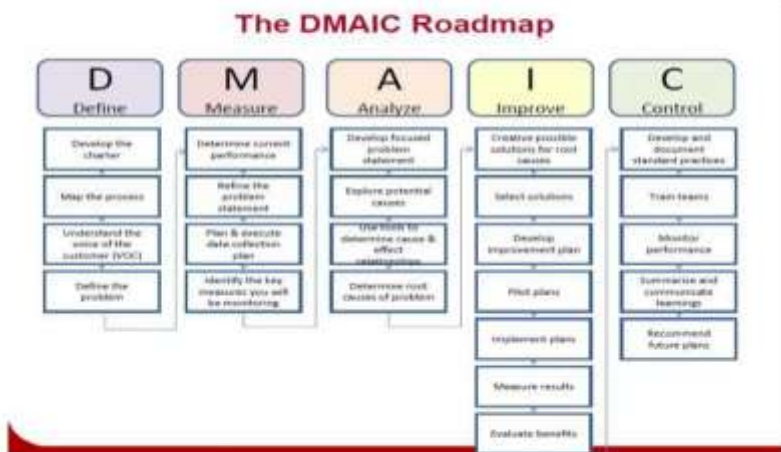 The DMAIC Roadmap
D
Define
Develop the
charter
Map the process
Understand the
voice of the
customer (VOC)
Define the
problem
M
Measure
Determine current
performance
Refine the
problem
statement
Plan & execute
data collection
plan
Identify the key
measures you will
be monitoring
A
Analyze
Develop focused
problem
statement
Explore potential
causes
Use tools to
determine cause &
effect
relationships
Determine root
causes of problem
I
Improve
Creative possible
solutions for root
causes
Select solutions
Develop
improvement plan
Pilot plans
Implement plans
Measure results
Evaluate benefits
C
Control
Develop and
document
standard practices
Train teams
Monitor
performance
Summarise and
communicate
learnings
Recommend
future plans